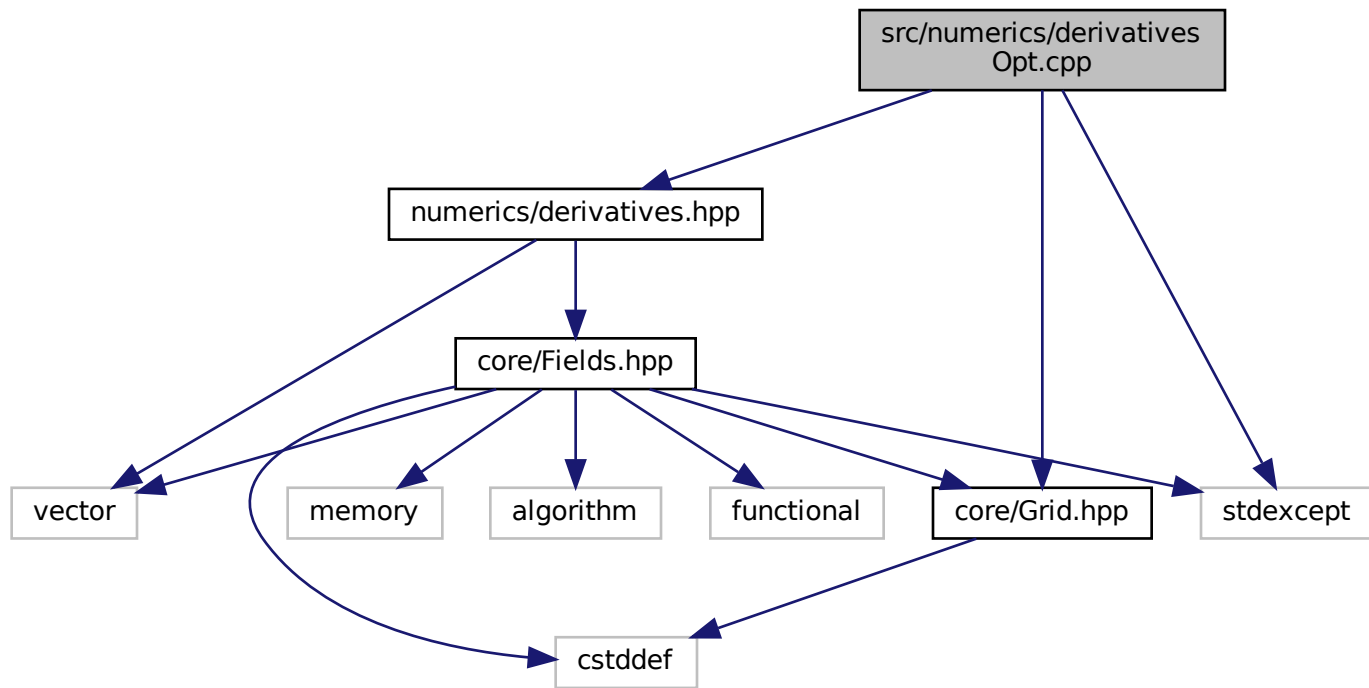 src/numerics/derivatives
Opt.cpp
numerics/derivatives.hpp
core/Fields.hpp
vector
memory
algorithm
functional
core/Grid.hpp
stdexcept
cstddef